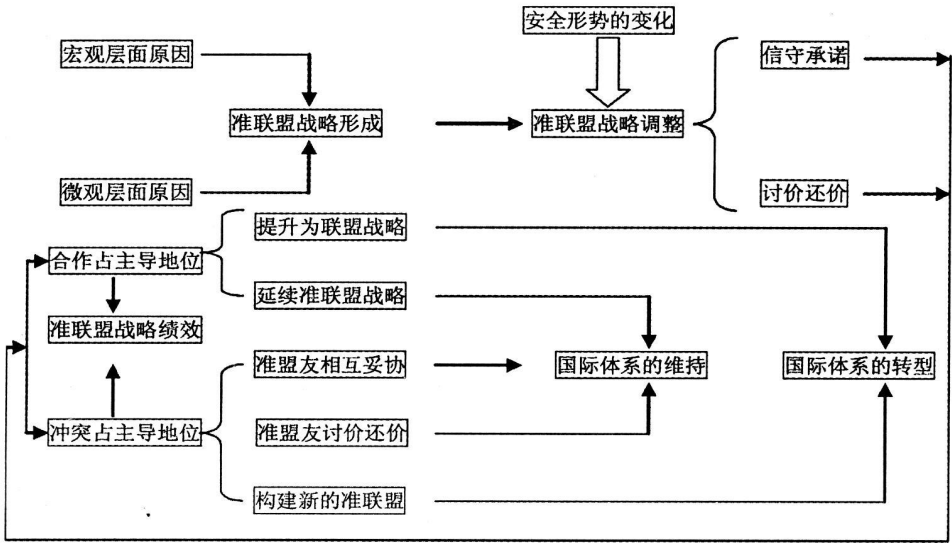 安全形势的变化
宏观层面原因
信守承诺
准联盟战略形成
准联盟战略调整
微观层面原因
讨价还价
提升为联盟战略
合作占主导地位
延续准联盟战略
准联盟战略绩效
准盟友相互妥协
国际体系的维持
国际体系的转型
冲突占主导地位
准盟友讨价还价
构建新的准联盟